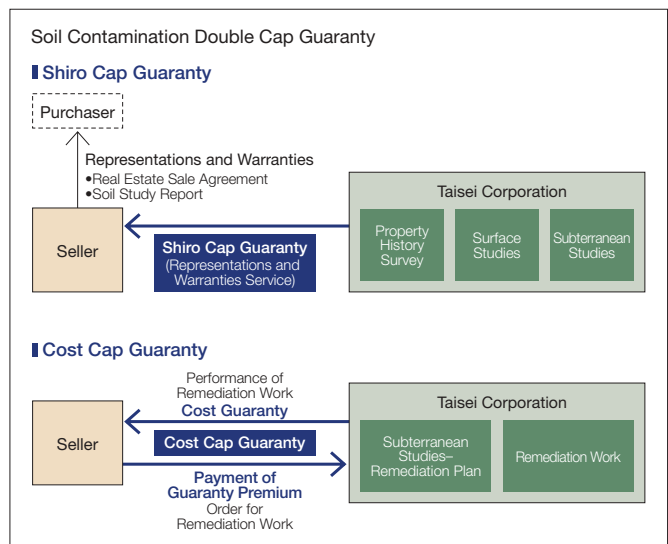 Soil Contamination Double Cap Guaranty
Shiro Cap Guaranty
Purchaser
Representations and Warranties
•Real Estate Sale Agreement
•Soil Study Report
Seller
Shiro Cap Guaranty
(Representations and
Warranties Service)
Taisei Corporation
Property
History
Survey
Surface
Studies
Subterranean
Studies
Cost Cap Guaranty
Performance of
Remediation Work
Cost Guaranty
Seller
Cost Cap Guaranty
Payment of
Guaranty Premium
Order for
Remediation Work
Taisei Corporation
Subterranean
Studies–
Remediation Plan
Remediation Work